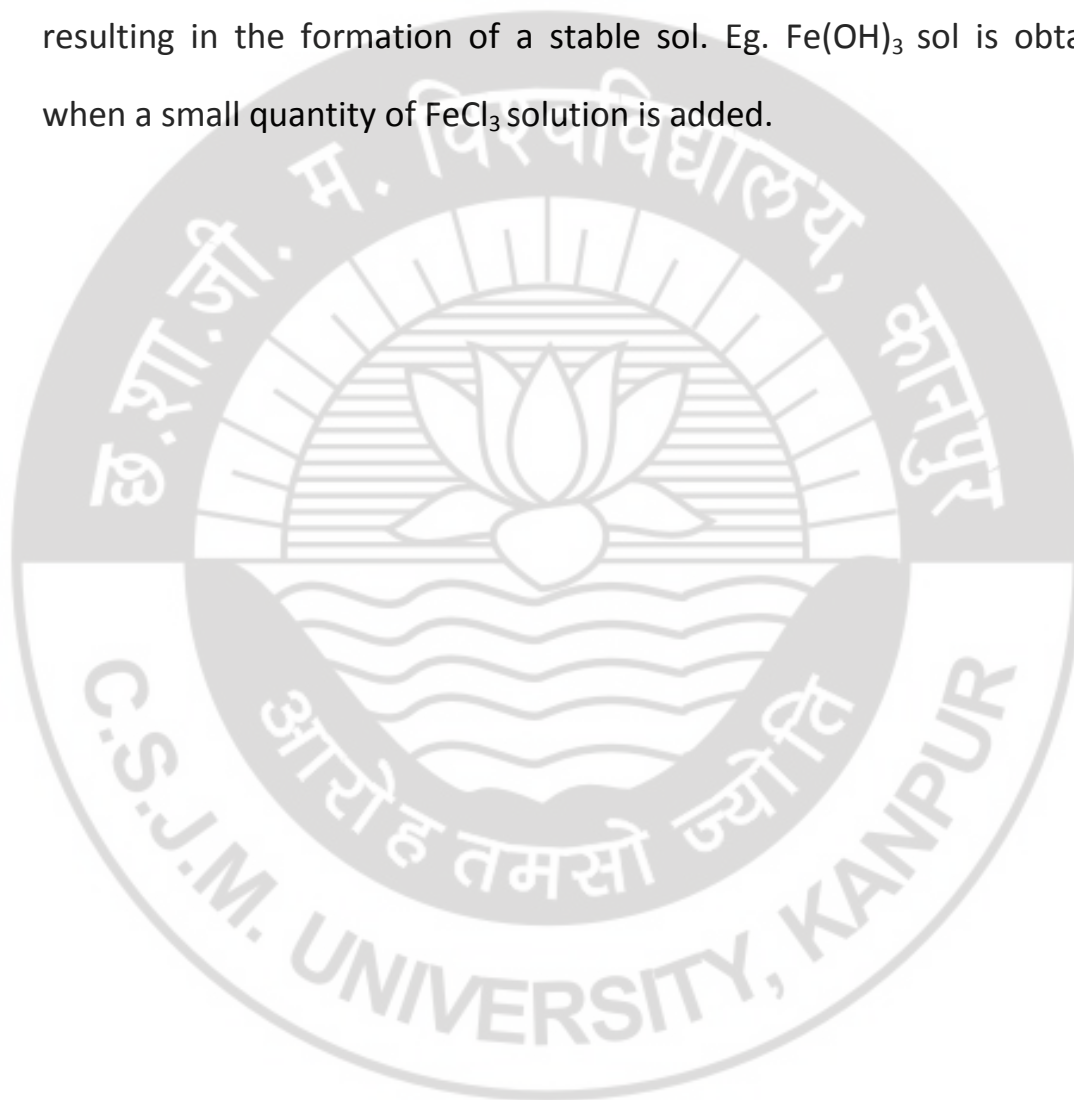 resulting in the formation of a stable sol. Eg. Fe(OH)₃ sol is obta
when a small quantity of FeCl₃ solution is added.
छ.शा.जी. म. विश्वविद्यालय, कानपुर
आरोह तमसो ज्योति
C.S.J.M. UNIVERSITY, KANPUR